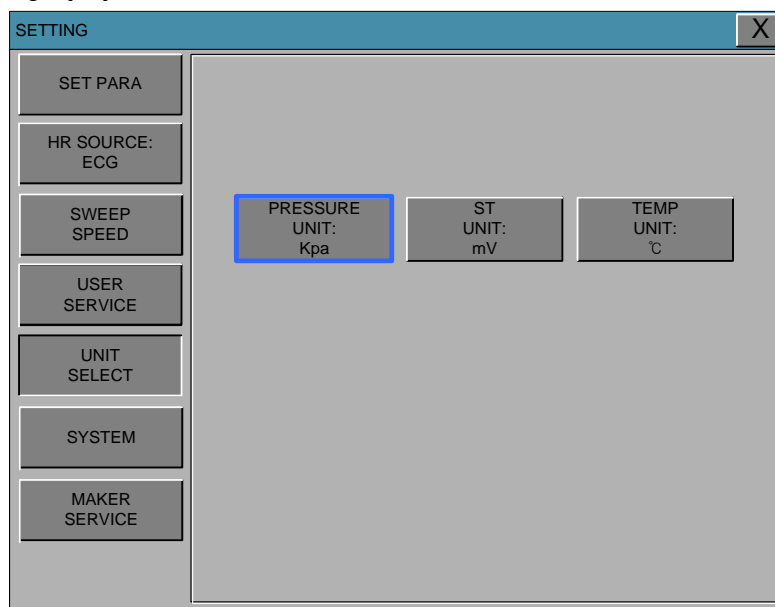 SETTING
X
SET PARA
HR SOURCE:
ECG
SWEEP
SPEED
USER
SERVICE
UNIT
SELECT
SYSTEM
MAKER
SERVICE
PRESSURE
UNIT:
Kpa
ST
UNIT:
mV
TEMP
UNIT:
℃